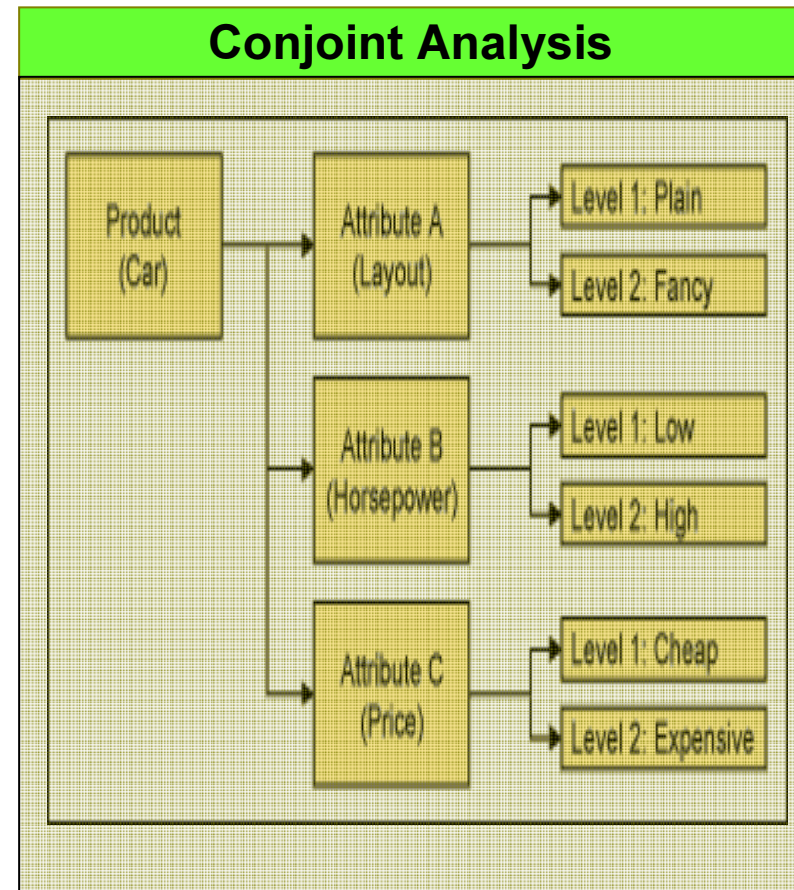 Conjoint Analysis
Product
(Car)
Attribute A
(Layout)
Level 1: Plain
Level 2: Fancy
Attribute B
(Horsepower)
Level 1: Low
Level 2: High
Attribute C
(Price)
Level 1: Cheap
Level 2: Expensive